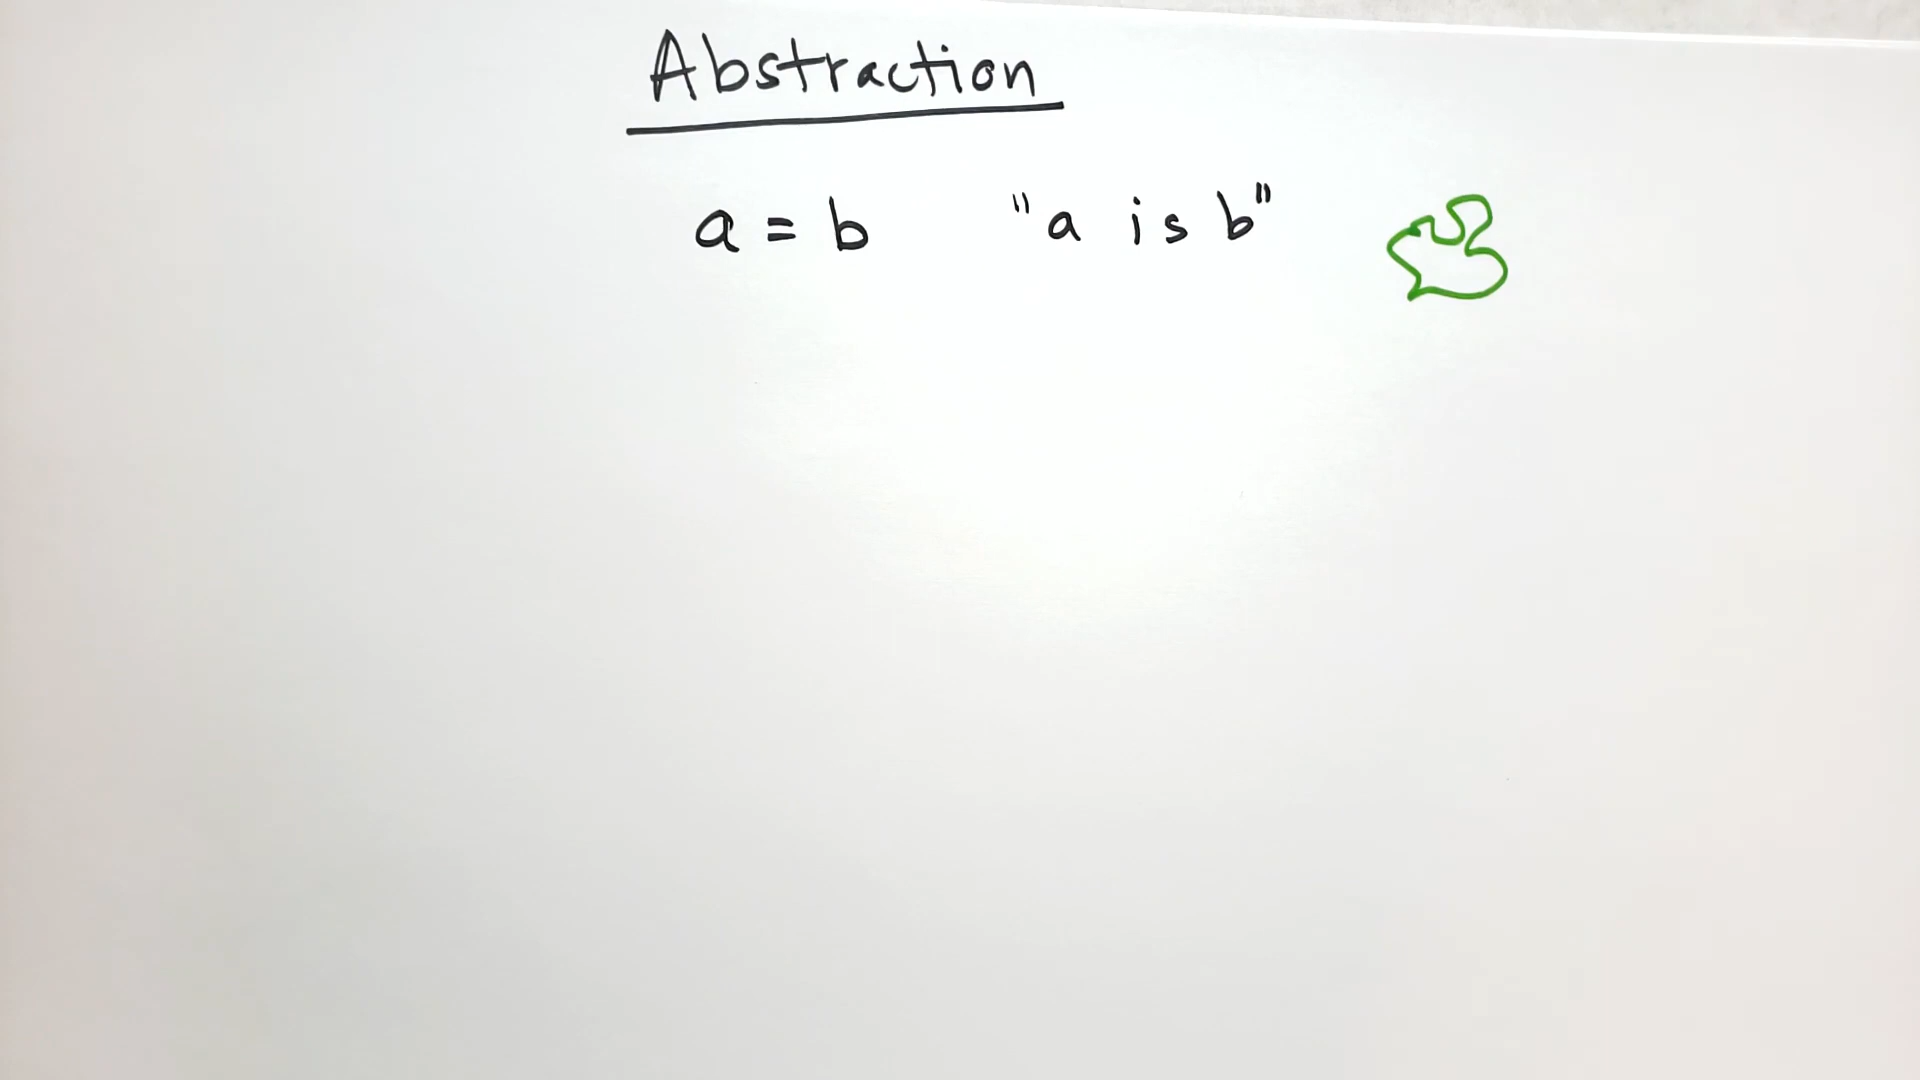 Abstraction
a = b "a is b"